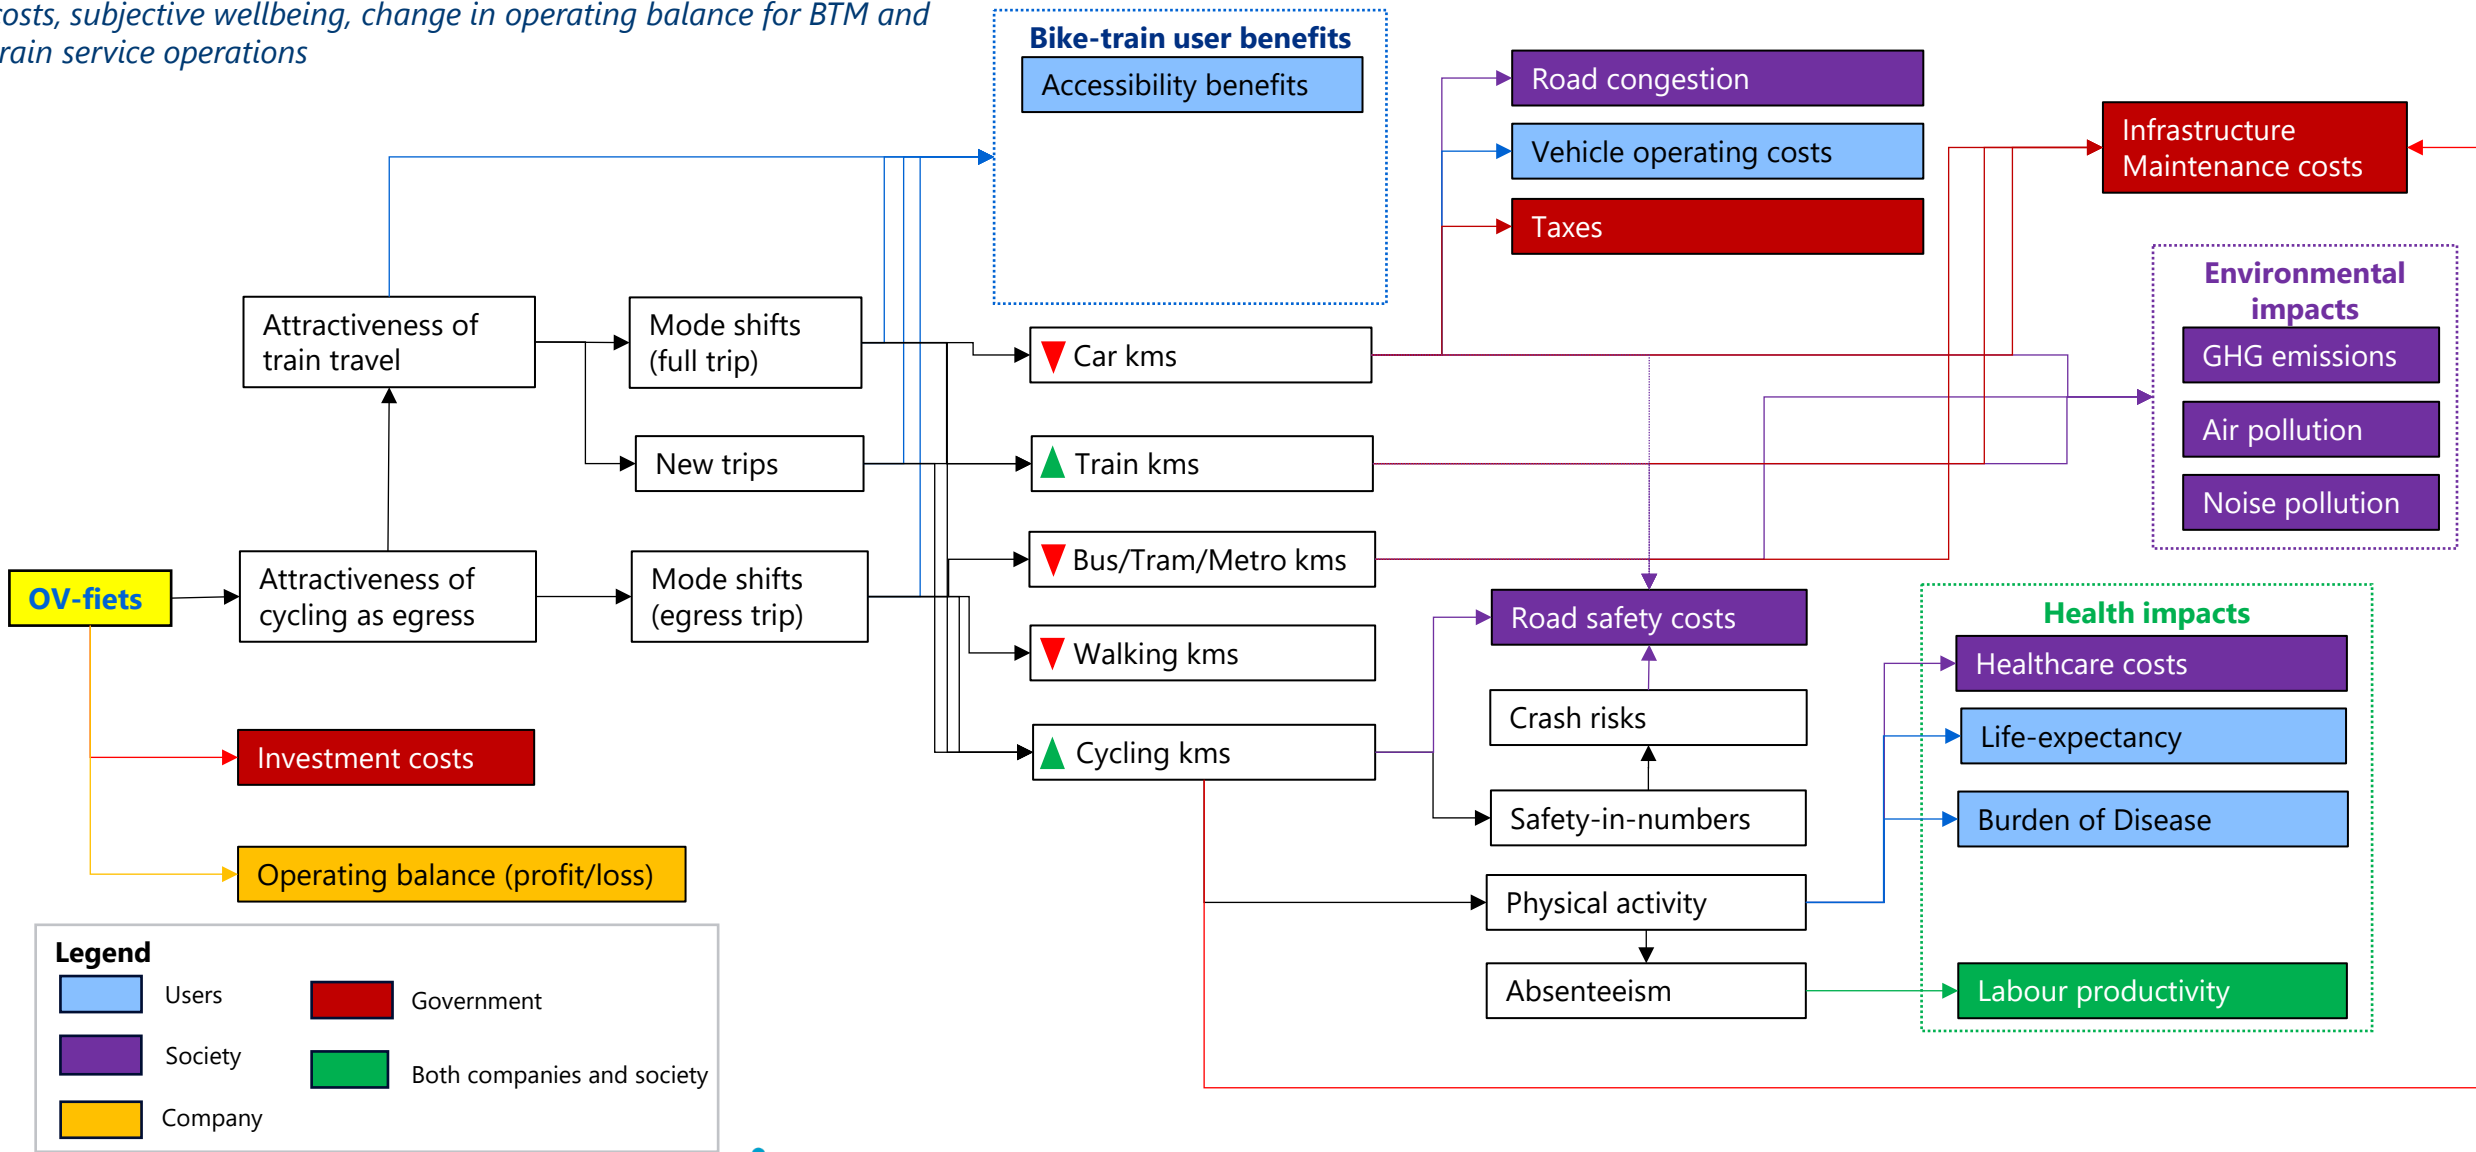 costs, subjective wellbeing, change in operating balance for BTM and
train service operations
Bike-train user benefits
Accessibility benefits
Road congestion
Vehicle operating costs
Taxes
Infrastructure
Maintenance costs
Environmental
impacts
GHG emissions
Air pollution
Noise pollution
Attractiveness of
train travel
Mode shifts
(full trip)
New trips
Car kms
Train kms
Bus/Tram/Metro kms
Walking kms
Cycling kms
OV-fiets
Attractiveness of
cycling as egress
Mode shifts
(egress trip)
Investment costs
Operating balance (profit/loss)
Road safety costs
Crash risks
Safety-in-numbers
Physical activity
Absenteeism
Health impacts
Healthcare costs
Life-expectancy
Burden of Disease
Labour productivity
Legend
Users
Society
Company
Government
Both companies and society